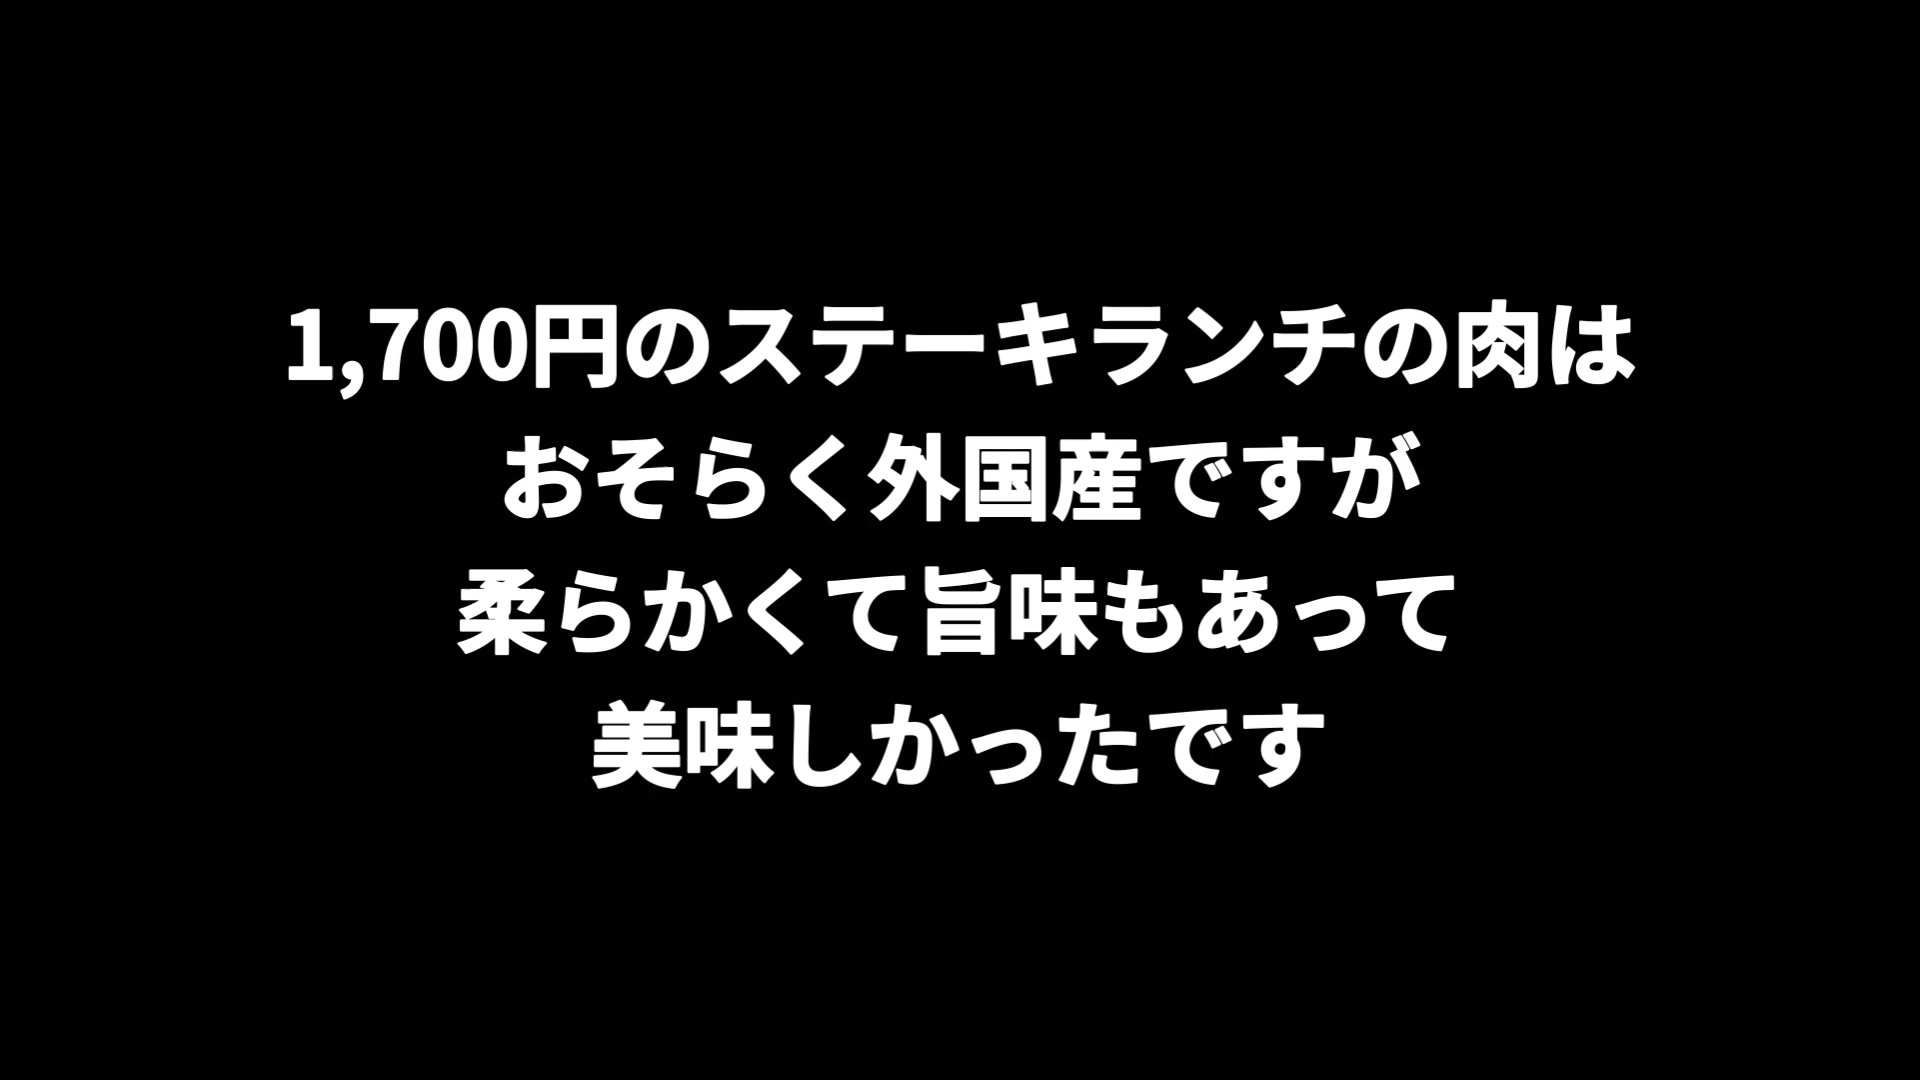 1,700円のステーキランチの肉は
おそらく外国産ですが
柔らかくて旨味もあって
美味しかったです